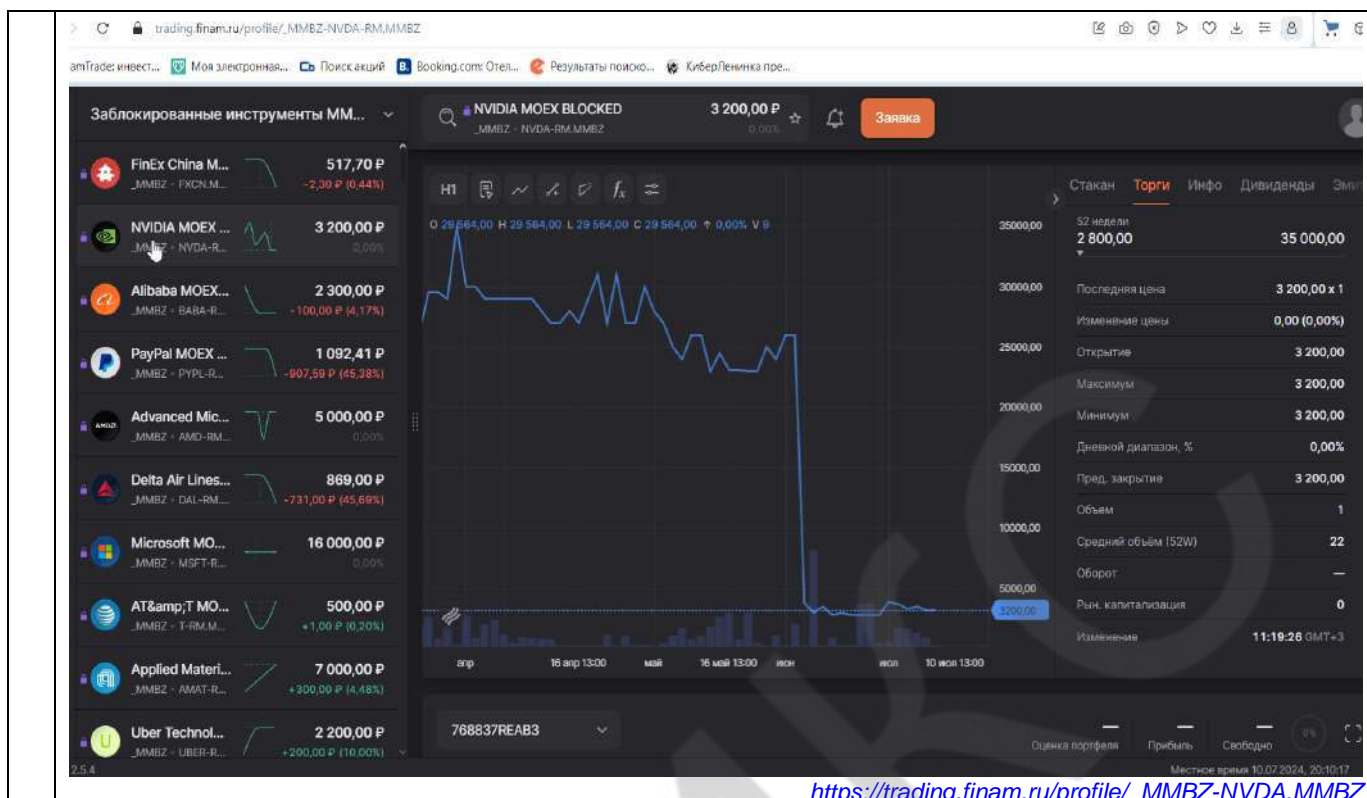 trading.finam.ru/profile/_MMBZ-NVDA-RM.MMBZ
amTrade: инвест... Моя электронная... Поиск акций B. Booking.com: Отел... Результаты поиско... КиберЛенинка пре...
Заблокированные инструменты MM...
NVIDIA MOEX BLOCKED 3 200,00 ₽
_MMBZ • NVDA-RM.MMBZ 0,00%
Заявка
FinEx China M... 517,70 ₽
_MMBZ • FXCN.M... -2,30 ₽ (0,44%)
NVIDIA MOEX ... 3 200,00 ₽
_MMBZ • NVDA-R... 0,00%
Alibaba MOEX... 2 300,00 ₽
_MMBZ • BABA-R... -100,00 ₽ (4,17%)
PayPal MOEX ... 1 092,41 ₽
_MMBZ • PYPL-R... -907,59 ₽ (45,38%)
Advanced Mic... 5 000,00 ₽
_MMBZ • AMD-RM... 0,00%
Delta Air Lines... 869,00 ₽
_MMBZ • DAL-RM.... -731,00 ₽ (45,69%)
Microsoft MO... 16 000,00 ₽
_MMBZ • MSFT-R... 0,00%
AT&amp;T MO... 500,00 ₽
_MMBZ • T-RM.M... +1,00 ₽ (0,20%)
Applied Materi... 7 000,00 ₽
_MMBZ • AMAT-R... +300,00 ₽ (4,48%)
Uber Technol... 2 200,00 ₽
_MMBZ • UBER-R... +200,00 ₽ (10,00%)
H1 fx
O 29 564,00 H 29 564,00 L 29 564,00 C 29 564,00 ↑ 0,00% V 9
35000,00
30000,00
25000,00
20000,00
15000,00
10000,00
5000,00
3200,00
апр 16 апр 13:00 май 16 май 13:00 июн июл 10 июл 13:00
Стакан Торги Инфо Дивиденды Эмит
52 недели
2 800,00 35 000,00
Последняя цена 3 200,00 x 1
Изменение цены 0,00 (0,00%)
Открытие 3 200,00
Максимум 3 200,00
Минимум 3 200,00
Дневной диапазон, % 0,00%
Пред. закрытие 3 200,00
Объем 1
Средний объём (52W) 22
Оборот —
Рын. капитализация 0
Изменение 11:19:26 GMT+3
768837REAB3
— — — 0%
Оценка портфеля Прибыль Свободно
2.5.4 Местное время 10.07.2024, 20:10:17
https://trading.finam.ru/profile/_MMBZ-NVDA.MMBZ